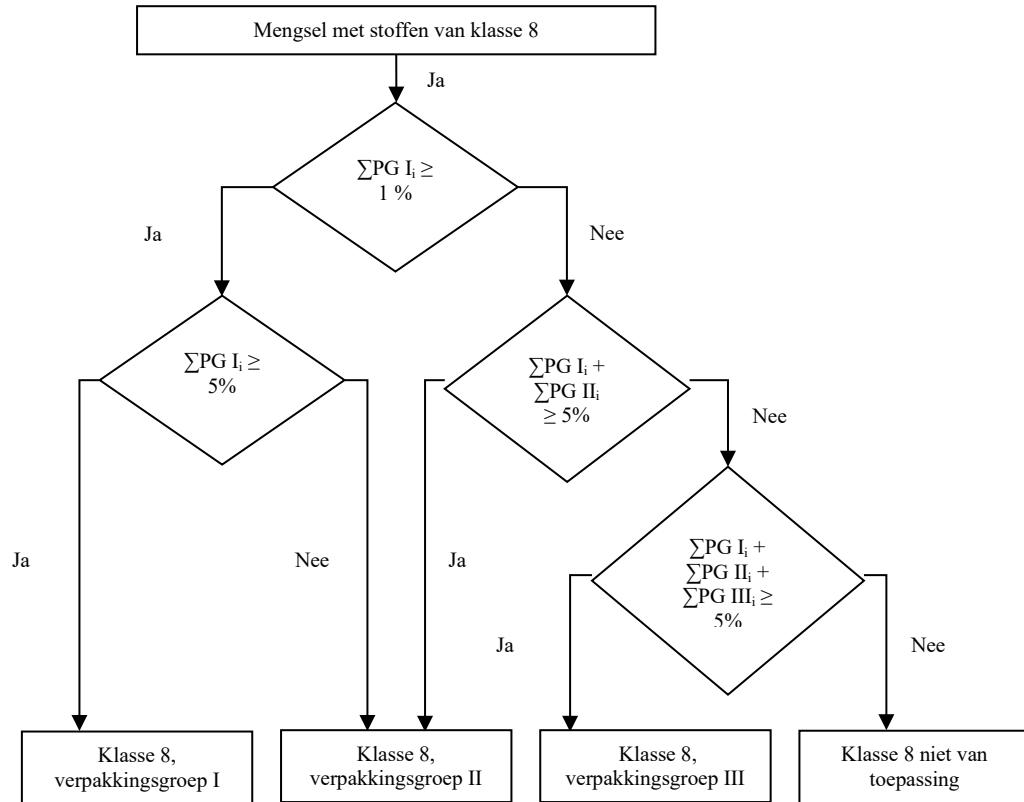 Mengsel met stoffen van klasse 8
Ja
∑PG Iᵢ ≥
1 %
Ja
Nee
∑PG Iᵢ ≥
5%
∑PG Iᵢ +
∑PG IIᵢ
≥ 5%
Nee
Ja
Nee
Ja
∑PG Iᵢ +
∑PG IIᵢ +
∑PG IIIᵢ ≥
5%
Ja
Nee
Klasse 8,
verpakkingsgroep I
Klasse 8,
verpakkingsgroep II
Klasse 8,
verpakkingsgroep III
Klasse 8 niet van
toepassing